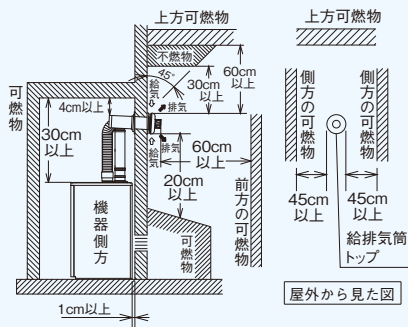 上方可燃物
不燃物
45°
給気
排気
30cm
以上
60cm
以上
可燃物
4cm以上
30cm
以上
給気
排気
60cm
以上
20cm
以上
前方の可燃物
機器側方
可燃物
1cm以上
上方可燃物
側方の可燃物
側方の可燃物
45cm
以上
45cm
以上
給排気筒
トップ
屋外から見た図